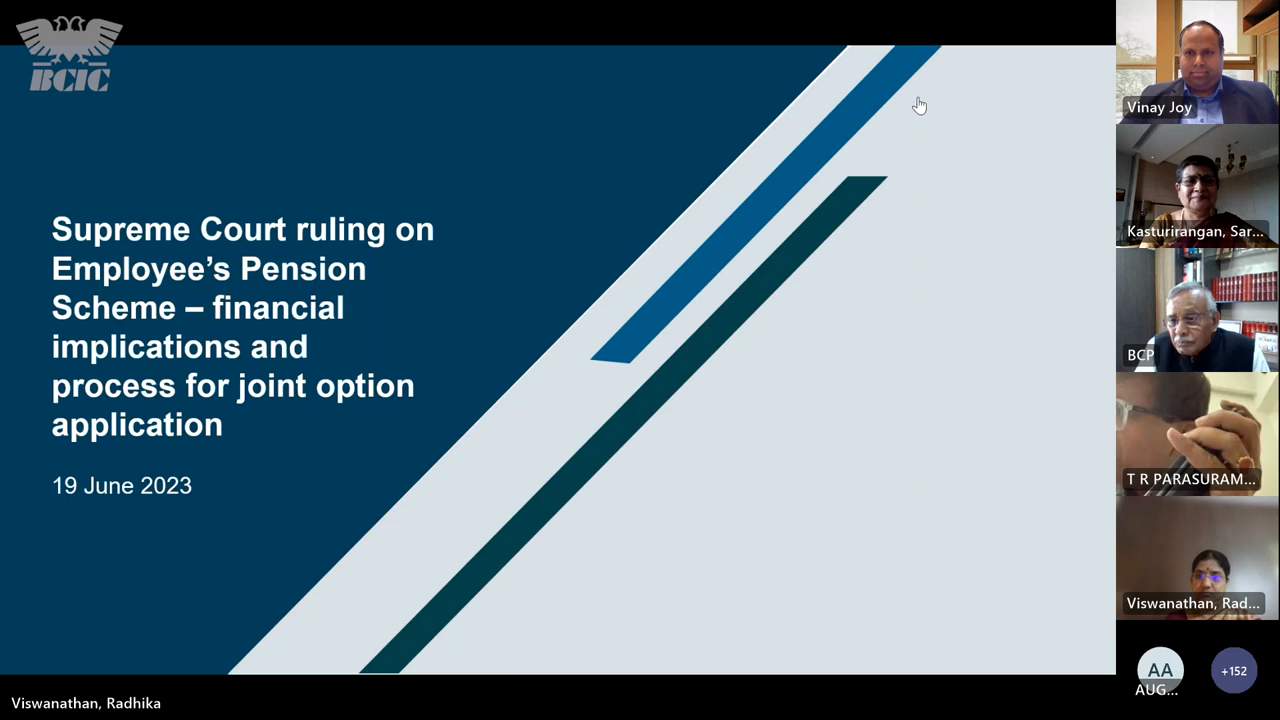 BCIC
Supreme Court ruling on
Employee’s Pension
Scheme – financial
implications and
process for joint option
application
19 June 2023
Viswanathan, Radhika
Vinay Joy
Kasturirangan, Sar...
BCP
T R PARASURAM...
Viswanathan, Rad...
AA
AUG...
+152